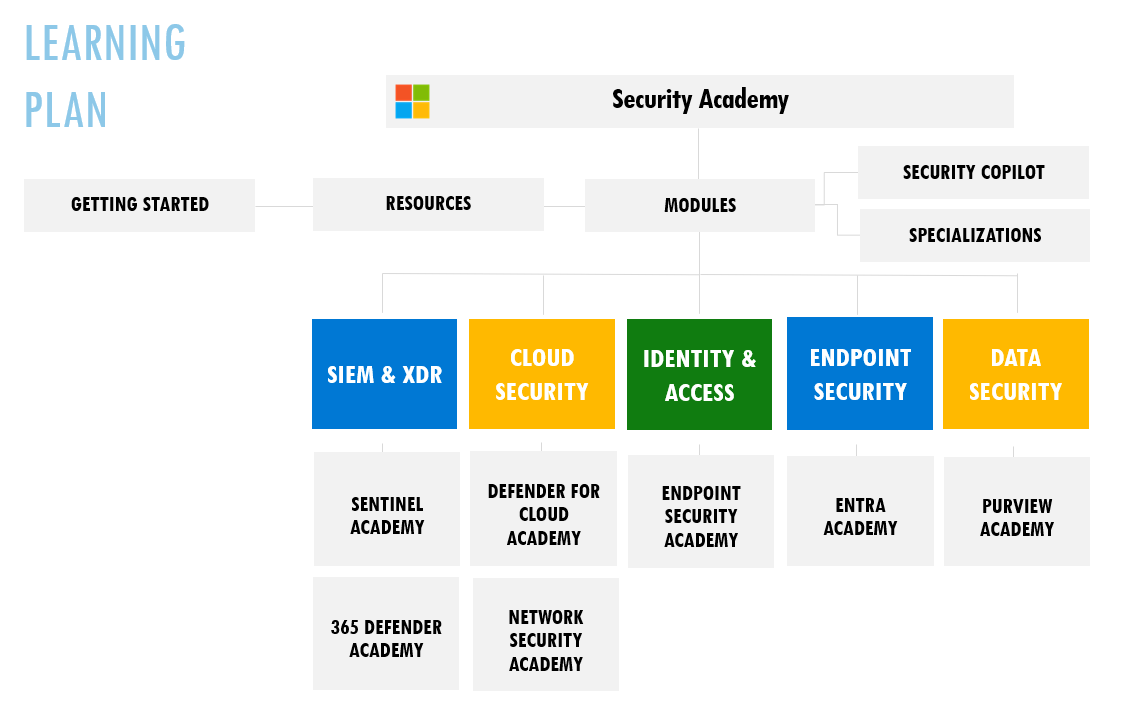 LEARNING
PLAN
Security Academy
GETTING STARTED
RESOURCES
MODULES
SECURITY COPILOT
SPECIALIZATIONS
SIEM & XDR
CLOUD
SECURITY
IDENTITY &
ACCESS
ENDPOINT
SECURITY
DATA
SECURITY
SENTINEL
ACADEMY
DEFENDER FOR
CLOUD
ACADEMY
ENDPOINT
SECURITY
ACADEMY
ENTRA
ACADEMY
PURVIEW
ACADEMY
365 DEFENDER
ACADEMY
NETWORK
SECURITY
ACADEMY